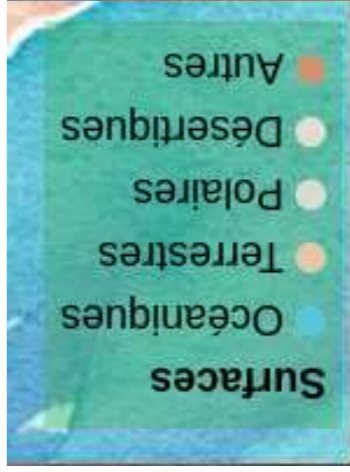 Surfaces
Océaniques
Terrestres
Polaires
Désertiques
Autres